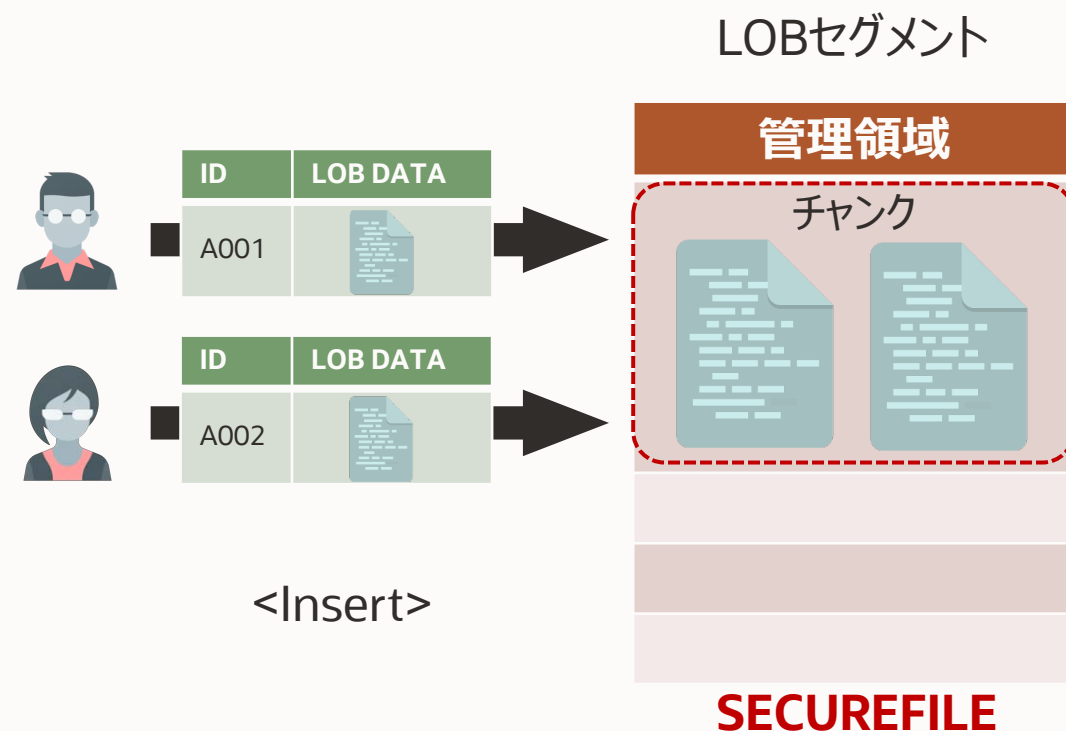 LOBセグメント
管理領域
チャンク
ID LOB DATA
A001
ID LOB DATA
A002
<Insert>
SECUREFILE